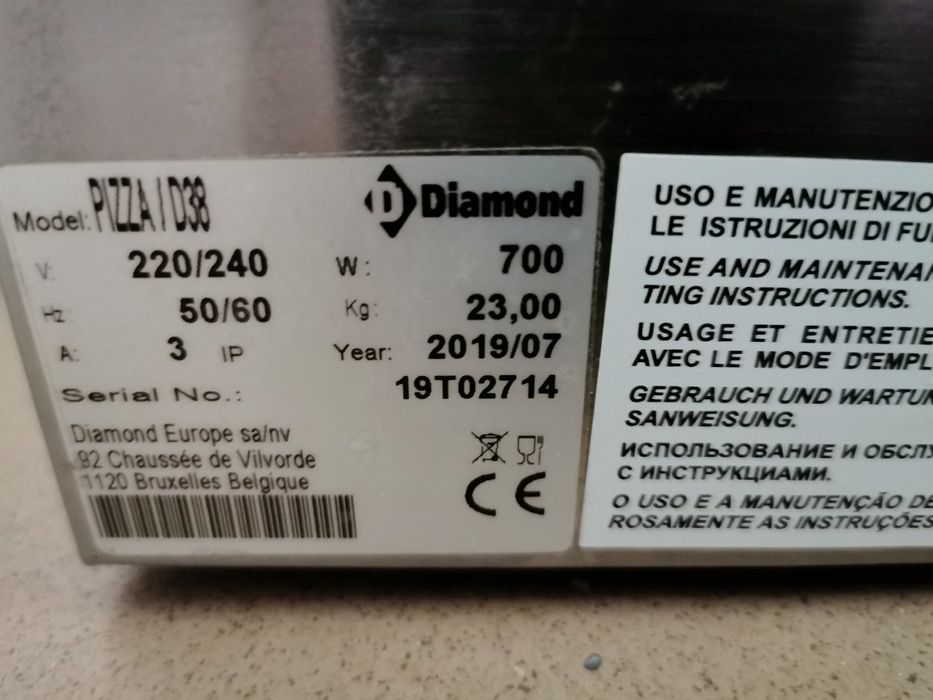 Model: PIZZA / D38
D Diamond
V: 220/240 W: 700
Hz: 50/60 Kg: 23,00
A: 3 IP Year: 2019/07
Serial No.: 19T02714
Diamond Europe sa/nv
92 Chaussée de Vilvorde
1120 Bruxelles Belgique
CE
USO E MANUTENZIO
LE ISTRUZIONI DI FU
USE AND MAINTENA
TING INSTRUCTIONS.
USAGE ET ENTRETIE
AVEC LE MODE D'EMPL
GEBRAUCH UND WARTUN
SANWEISUNG.
ИСПОЛЬЗОВАНИЕ И ОБСЛУ
С ИНСТРУКЦИАМИ.
O USO E A MANUTENÇÃO DE
ROSAMENTE AS INSTRUÇÕES